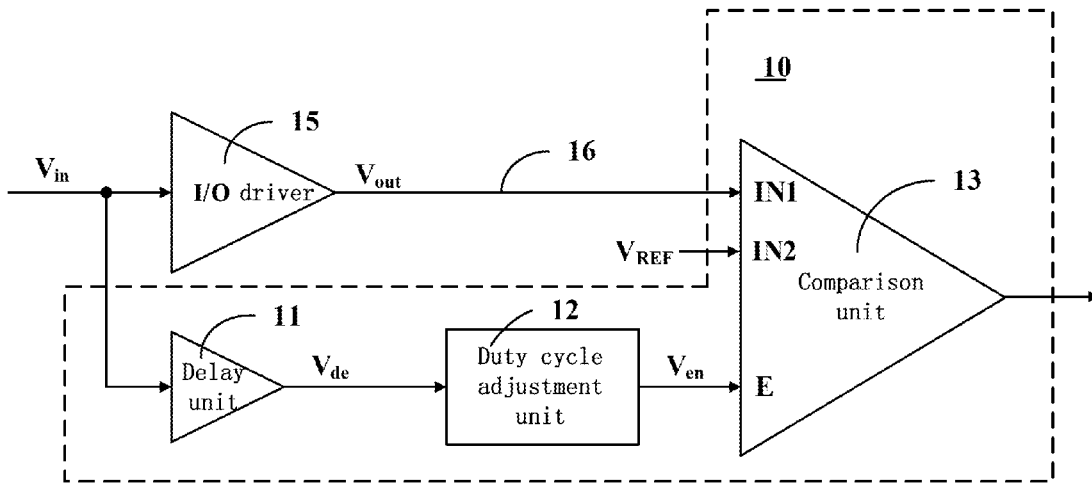 10
15
V_in
I/O driver
V_out
16
IN1
13
V_REF
IN2
Comparison
unit
11
Delay
unit
V_de
12
Duty cycle
adjustment
unit
V_en
E